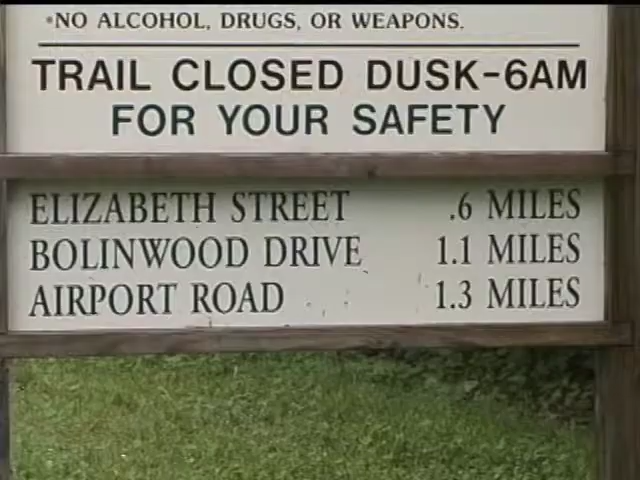 •NO ALCOHOL, DRUGS, OR WEAPONS.
TRAIL CLOSED DUSK-6AM
FOR YOUR SAFETY
ELIZABETH STREET .6 MILES
BOLINWOOD DRIVE 1.1 MILES
AIRPORT ROAD 1.3 MILES